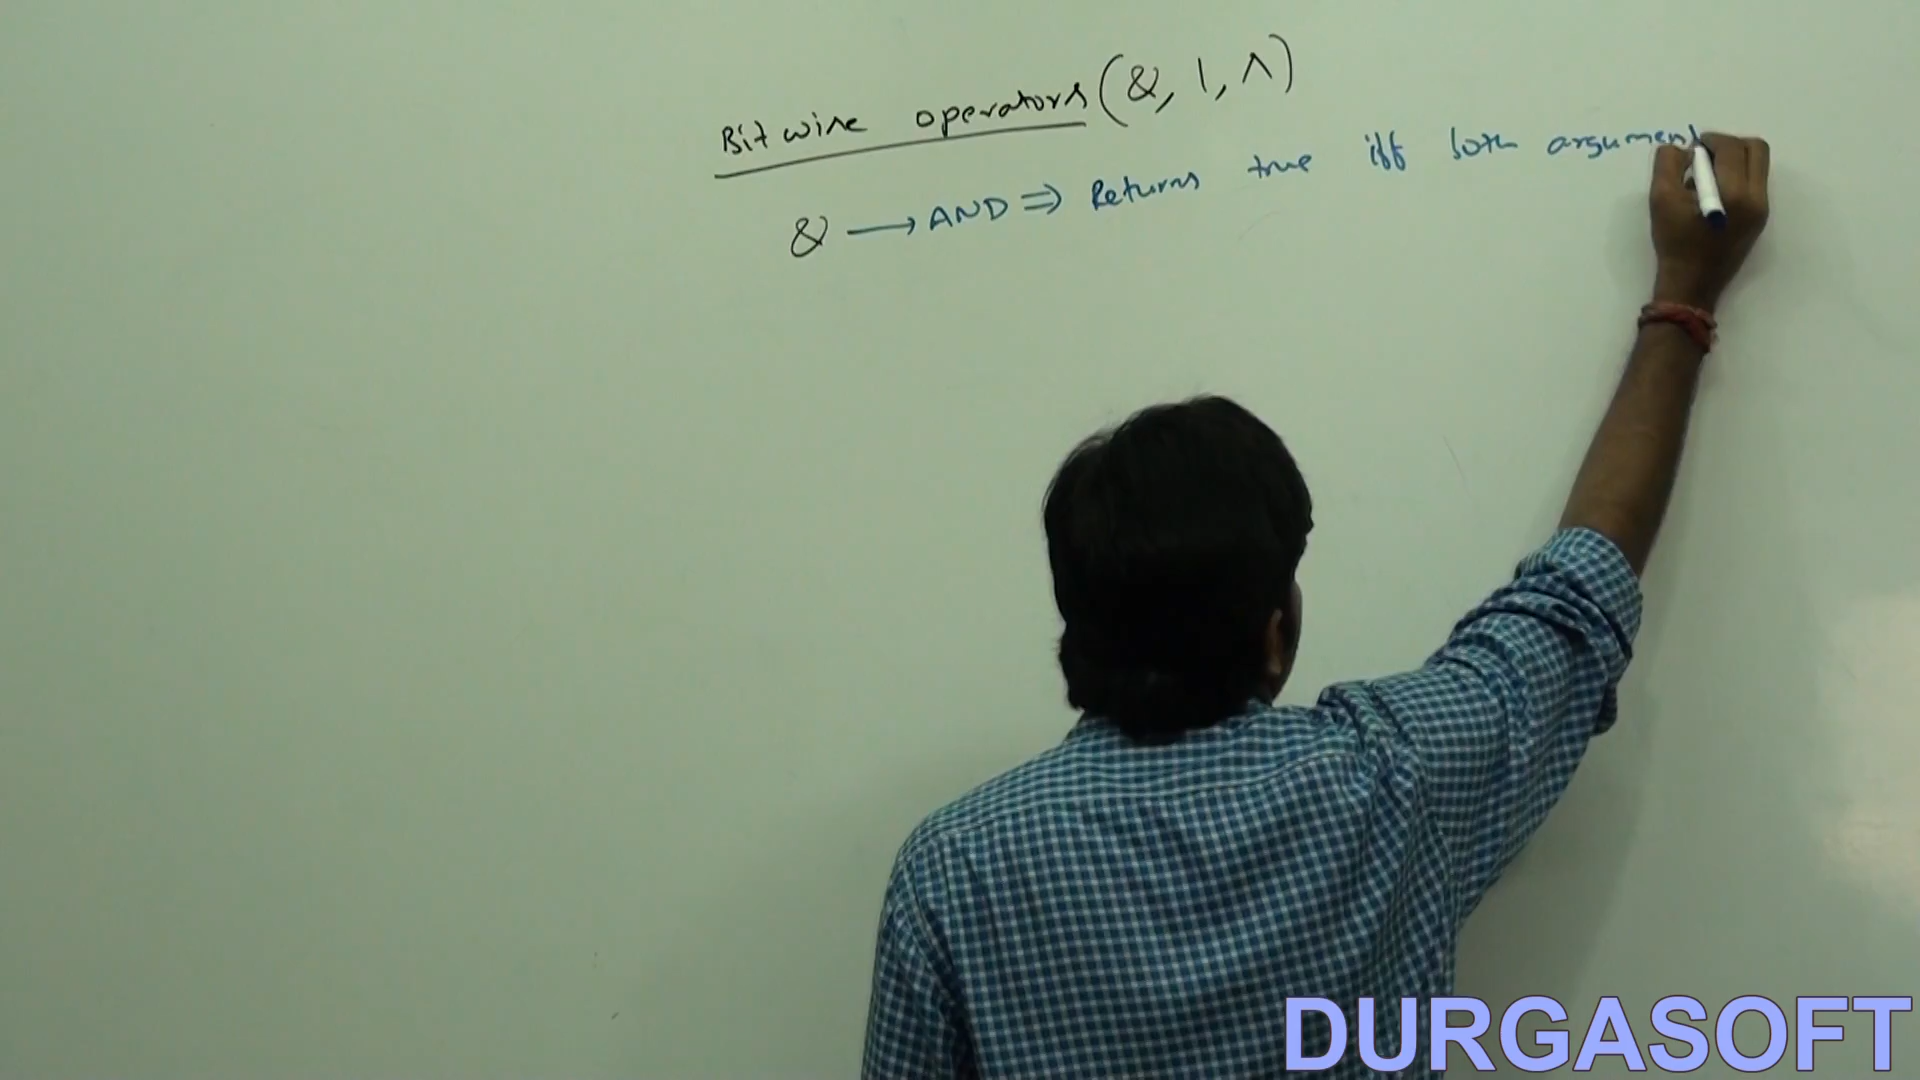 Bitwise operators (&, |, ^)
& → AND ⇒ Returns true iff both argument
DURGASOFT